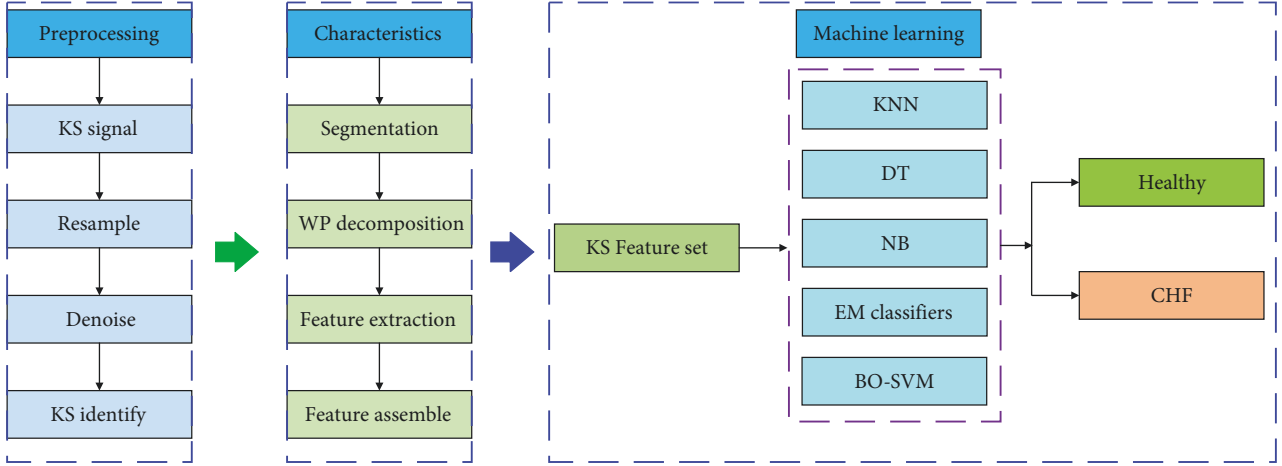 Preprocessing
KS signal
Resample
Denoise
KS identify
Characteristics
Segmentation
WP decomposition
Feature extraction
Feature assemble
Machine learning
KS Feature set
KNN
DT
NB
EM classifiers
BO-SVM
Healthy
CHF